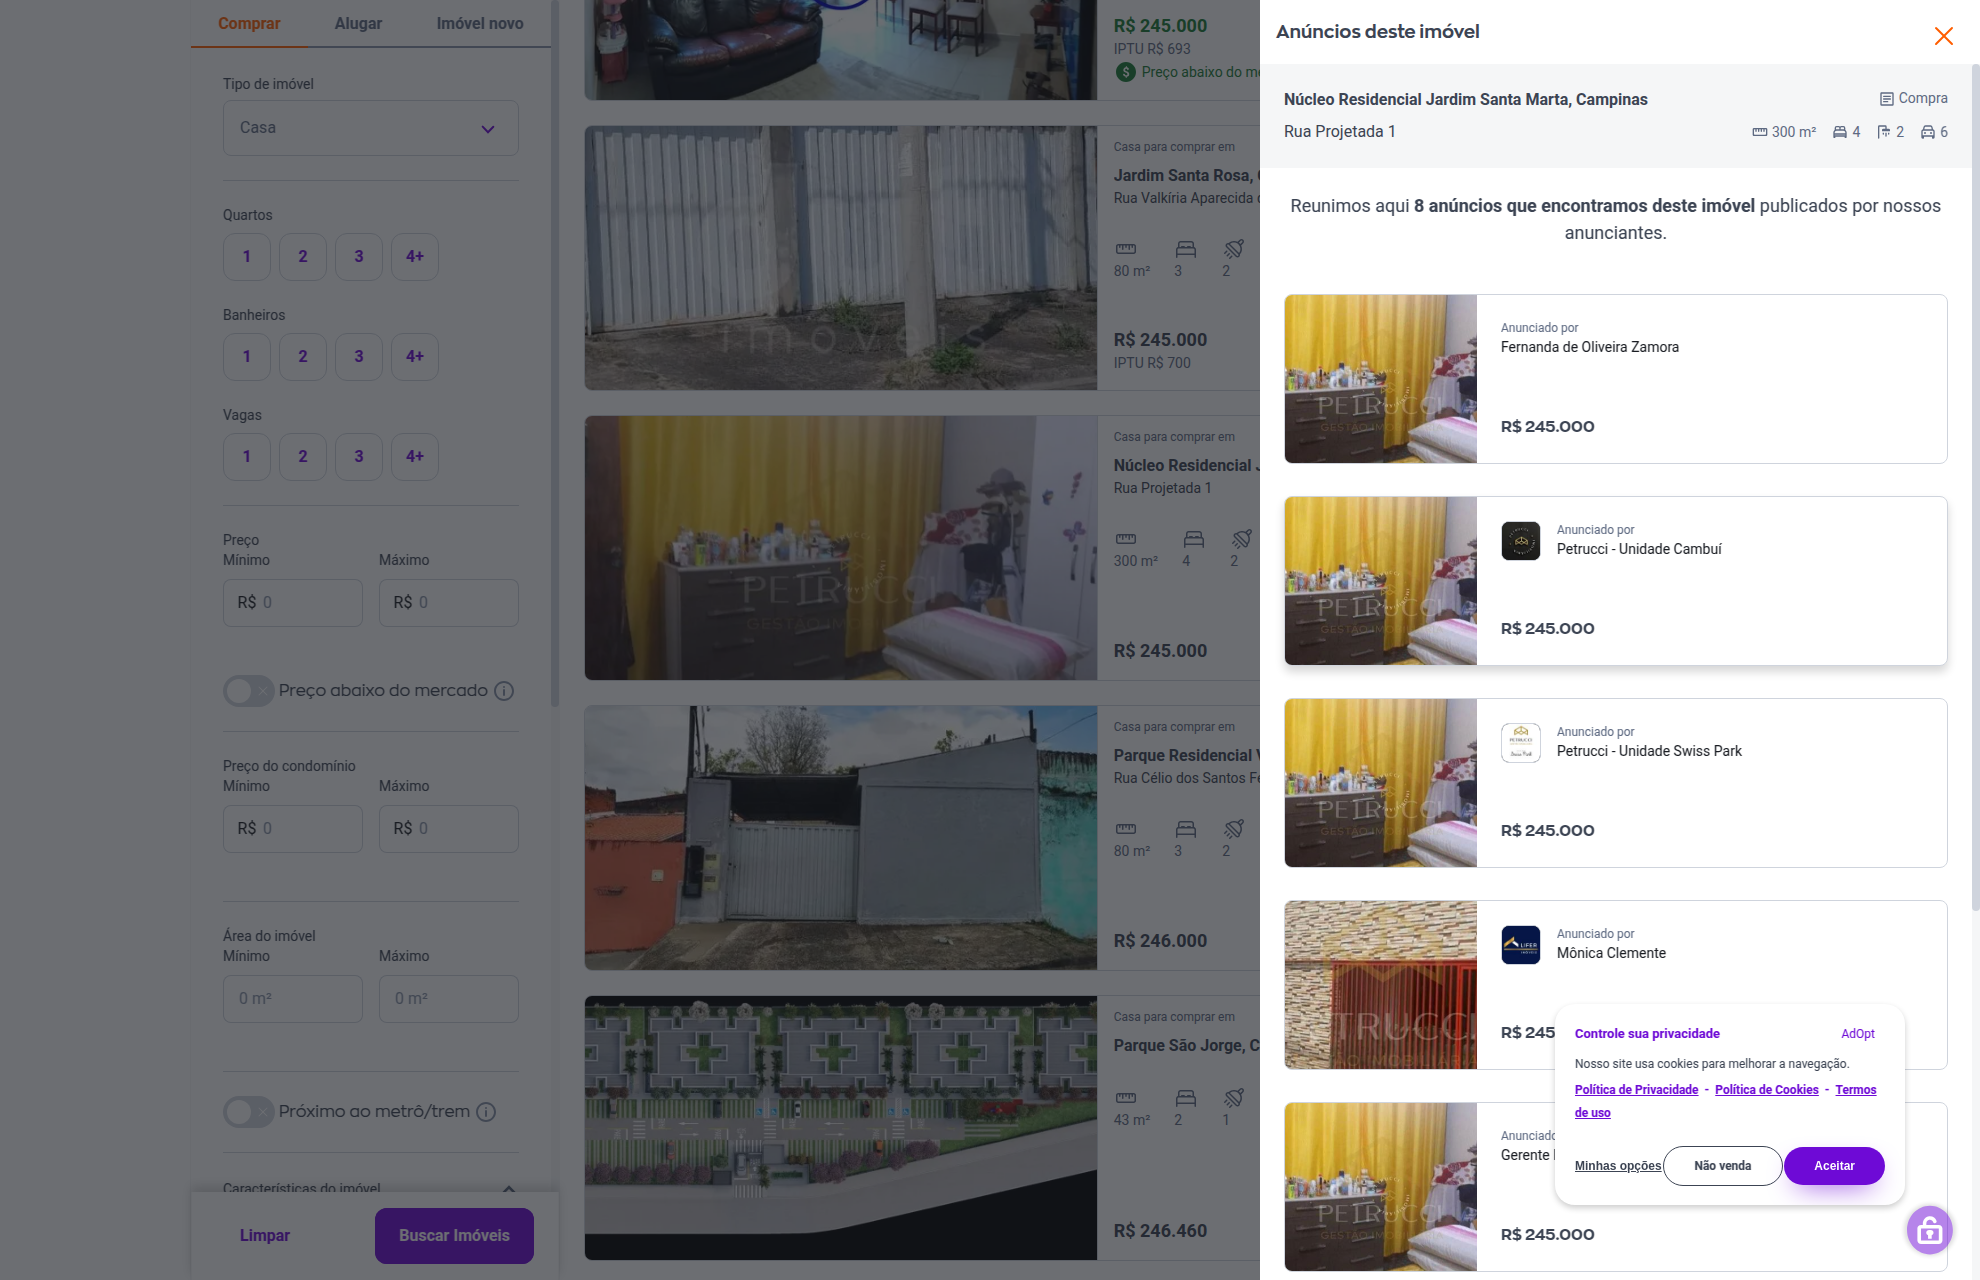 Comprar
Alugar
Imóvel novo
Tipo de imóvel
Casa
Quartos
1
2
3
4+
Banheiros
1
2
3
4+
Vagas
1
2
3
4+
Preço
Mínimo
Máximo
R$ 0
R$ 0
Preço abaixo do mercado
Preço do condomínio
Mínimo
Máximo
R$ 0
R$ 0
Área do imóvel
Mínimo
Máximo
0 m²
0 m²
Próximo ao metrô/trem
Características do imóvel
Limpar
Buscar Imóveis
R$ 245.000
IPTU R$ 693
Preço abaixo do me
imóveis
Casa para comprar em
Jardim Santa Rosa,
Rua Valkíria Aparecida
80 m²
3
2
R$ 245.000
IPTU R$ 700
PETRUCCI
Casa para comprar em
Núcleo Residencial J
Rua Projetada 1
300 m²
4
2
R$ 245.000
Casa para comprar em
Parque Residencial V
Rua Célio dos Santos Fe
80 m²
3
2
R$ 246.000
Casa para comprar em
Parque São Jorge, C
43 m²
2
1
R$ 246.460
Anúncios deste imóvel
Núcleo Residencial Jardim Santa Marta, Campinas
Compra
Rua Projetada 1
300 m²
4
2
6
Reunimos aqui 8 anúncios que encontramos deste imóvel publicados por nossos
anunciantes.
PETRUCCI
Anunciado por
Fernanda de Oliveira Zamora
R$ 245.000
PETRUCCI
Anunciado por
Petrucci - Unidade Cambuí
R$ 245.000
PETRUCCI
Anunciado por
Petrucci - Unidade Swiss Park
R$ 245.000
TRUCC
LIFER
Anunciado por
Mônica Clemente
R$ 245
PETRUCCI
Anunciado
Gerente
R$ 245.000
Controle sua privacidade
AdOpt
Nosso site usa cookies para melhorar a navegação.
Política de Privacidade - Política de Cookies - Termos
de uso
Minhas opções
Não venda
Aceitar